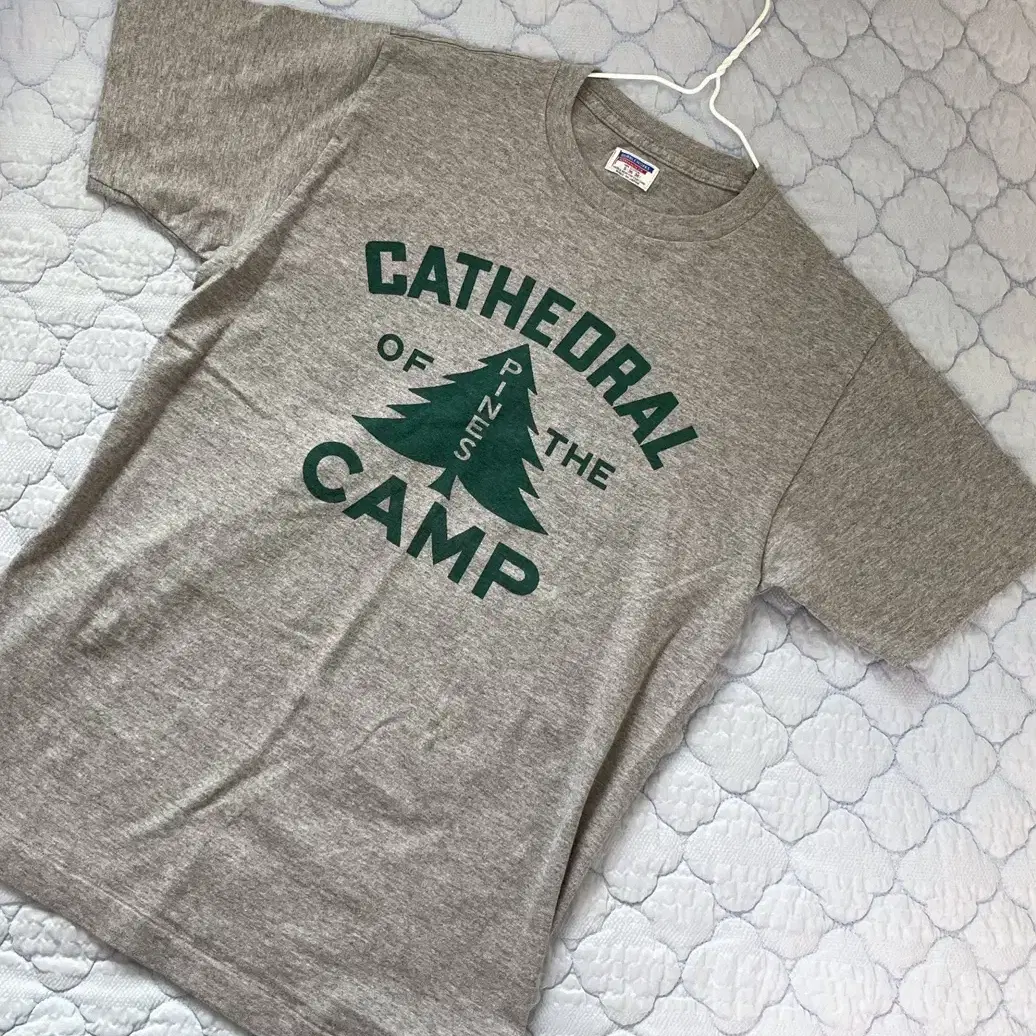 CATHEDRAL
OF
THE
PINES
CAMP